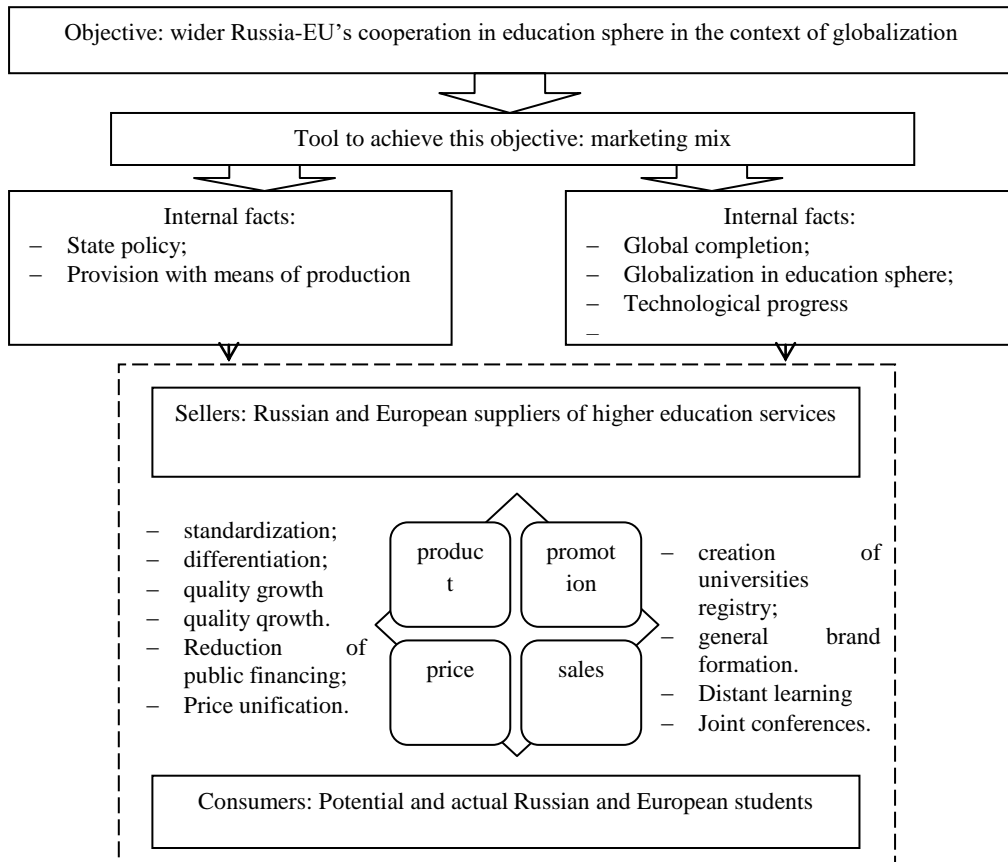 Objective: wider Russia-EU's cooperation in education sphere in the context of globalization
Tool to achieve this objective: marketing mix
Internal facts:
– State policy;
– Provision with means of production
Internal facts:
– Global completion;
– Globalization in education sphere;
– Technological progress
–
Sellers: Russian and European suppliers of higher education services
– standardization;
– differentiation;
– quality growth
– quality qrowth.
– Reduction of
public financing;
– Price unification.
produc
t
promot
ion
price
sales
– creation of
universities
registry;
– general brand
formation.
– Distant learning
– Joint conferences.
Consumers: Potential and actual Russian and European students